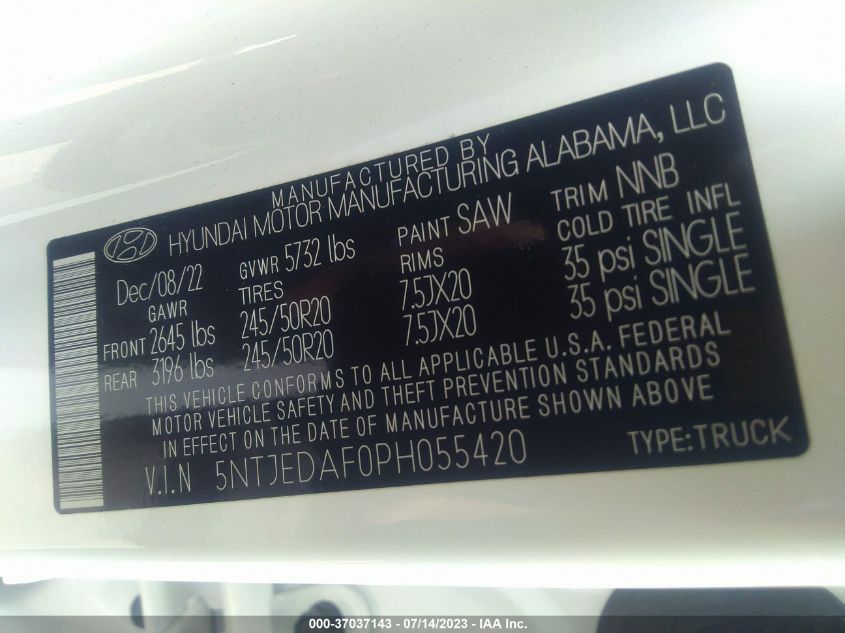 MANUFACTURED BY
HYUNDAI MOTOR MANUFACTURING ALABAMA, LLC
Dec/08/22 GVWR 5732 lbs PAINT SAW TRIM NNB
GAWR TIRES RIMS COLD TIRE INFL
FRONT 2645 lbs 245/50R20 7.5JX20 35 psi SINGLE
REAR 3196 lbs 245/50R20 7.5JX20 35 psi SINGLE
THIS VEHICLE CONFORMS TO ALL APPLICABLE U.S.A. FEDERAL
MOTOR VEHICLE SAFETY AND THEFT PREVENTION STANDARDS
IN EFFECT ON THE DATE OF MANUFACTURE SHOWN ABOVE
V.I.N 5NTJEDAF0PH055420 TYPE:TRUCK
000-37037143 - 07/14/2023 - IAA Inc.